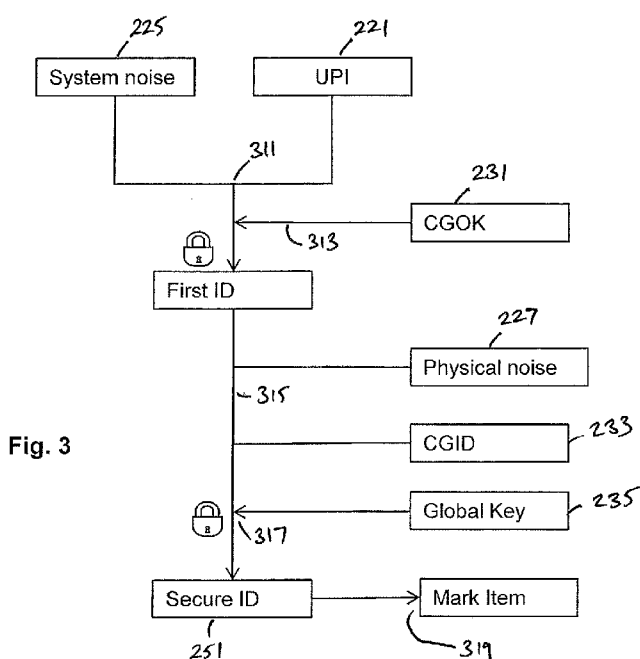 225
221
System noise
UPI
311
231
313
CGOK
First ID
227
Physical noise
315
233
Fig. 3
CGID
235
Global Key
317
Secure ID
Mark Item
251
319